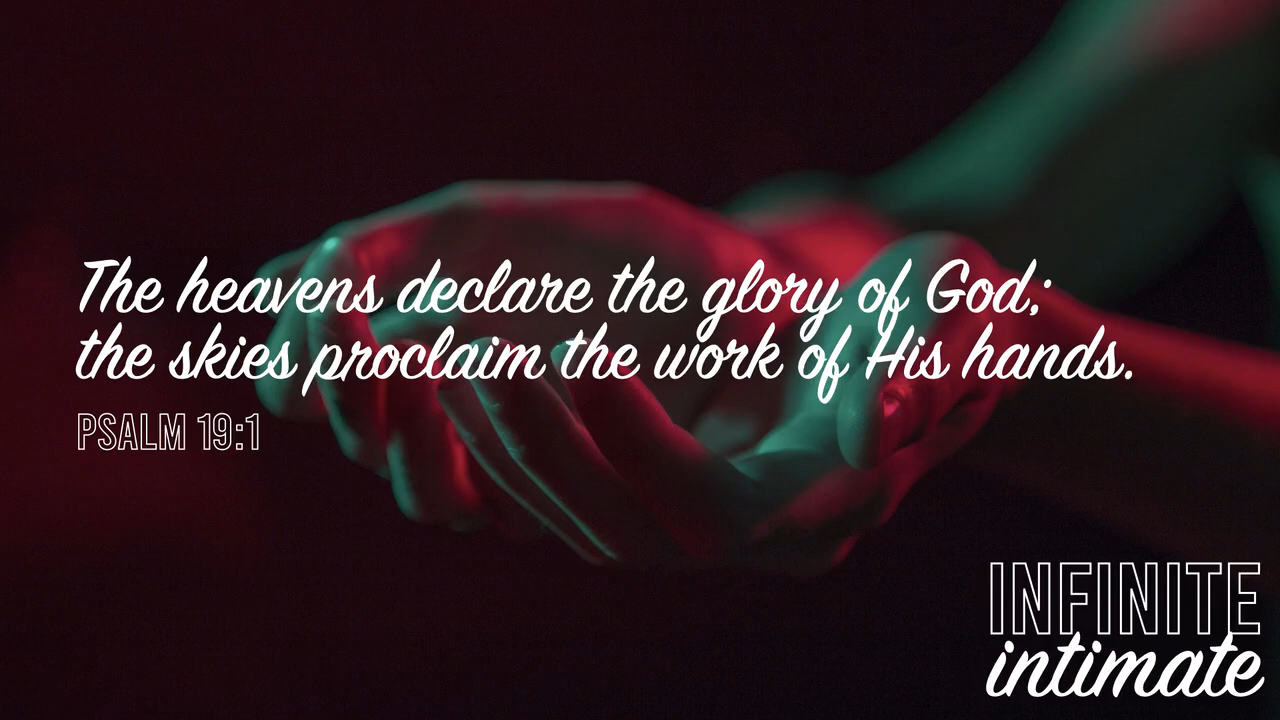 The heavens declare the glory of God;
the skies proclaim the work of His hands.
PSALM 19:1
INFINITE
intimate